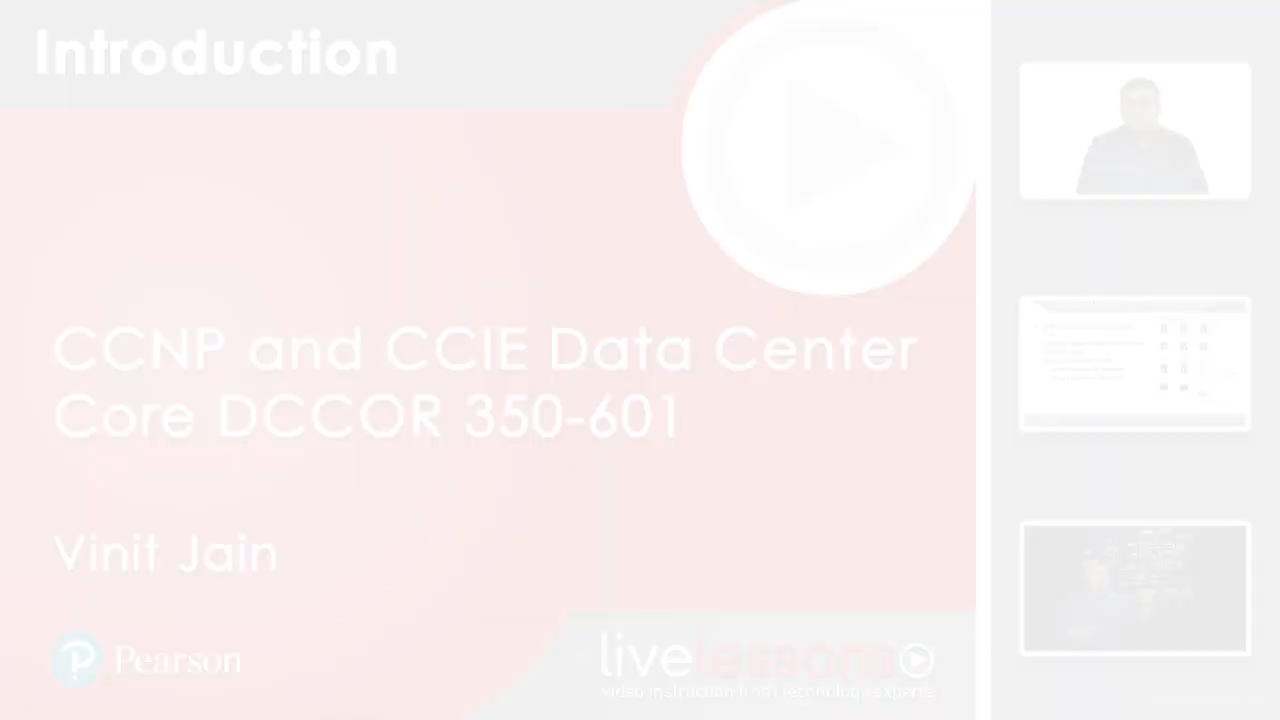 Introduction
CCNP and CCIE Data Center
Core DCCOR 350-601
Vinit Jain
Pearson
livelessons
video instruction from technology experts